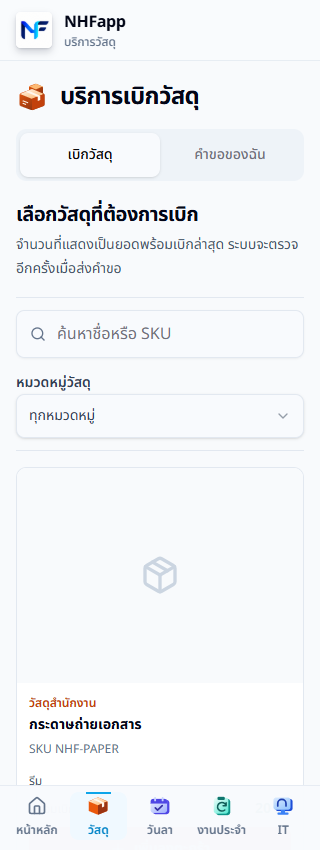 NHFapp
บริการวัสดุ
บริการเบิกวัสดุ
เบิกวัสดุ
คำขอของฉัน
เลือกวัสดุที่ต้องการเบิก
จำนวนที่แสดงเป็นยอดพร้อมเบิกล่าสุด ระบบจะตรวจ
อีกครั้งเมื่อส่งคำขอ
ค้นหาชื่อหรือ SKU
หมวดหมู่วัสดุ
ทุกหมวดหมู่
วัสดุสำนักงาน
กระดาษถ่ายเอกสาร
SKU NHF-PAPER
รีม
หน้าหลัก
วัสดุ
วันลา
งานประจำ
IT